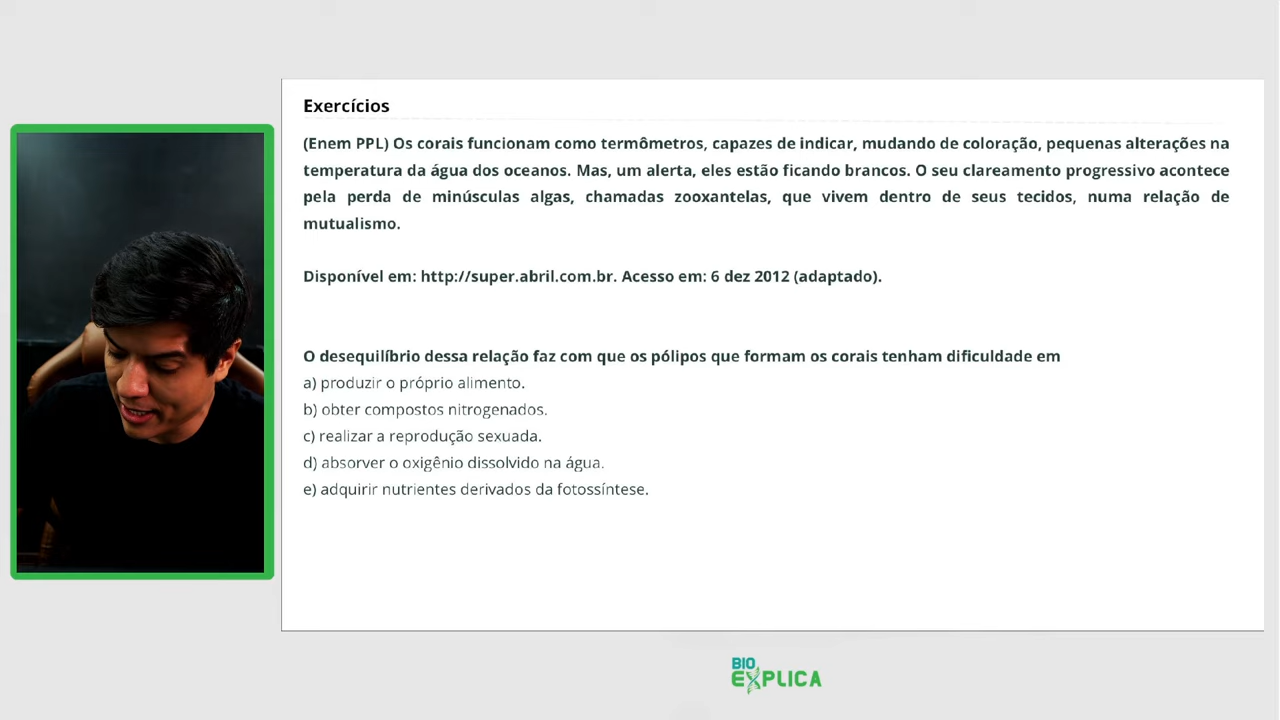 Exercícios
(Enem PPL) Os corais funcionam como termômetros, capazes de indicar, mudando de coloração, pequenas alterações na
temperatura da água dos oceanos. Mas, um alerta, eles estão ficando brancos. O seu clareamento progressivo acontece
pela perda de minúsculas algas, chamadas zooxantelas, que vivem dentro de seus tecidos, numa relação de
mutualismo.
Disponível em: http://super.abril.com.br. Acesso em: 6 dez 2012 (adaptado).
O desequilíbrio dessa relação faz com que os pólipos que formam os corais tenham dificuldade em
a) produzir o próprio alimento.
b) obter compostos nitrogenados.
c) realizar a reprodução sexuada.
d) absorver o oxigênio dissolvido na água.
e) adquirir nutrientes derivados da fotossíntese.
BIO
EXPLICA